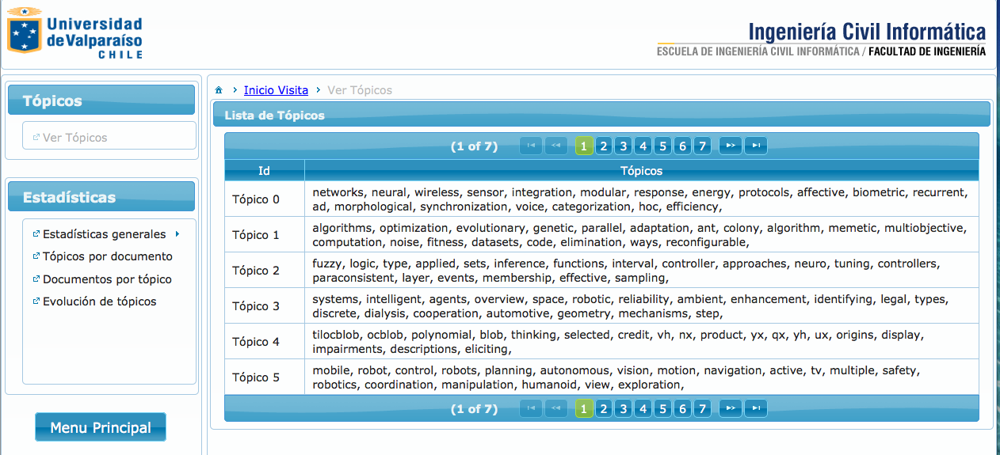 Universidad
de Valparaíso
CHILE
Ingeniería Civil Informática
ESCUELA DE INGENIERÍA CIVIL INFORMÁTICA / FACULTAD DE INGENIERÍA
Tópicos
Ver Tópicos
Estadísticas
Estadísticas generales
Tópicos por documento
Documentos por tópico
Evolución de tópicos
Menu Principal
Inicio Visita Ver Tópicos
Lista de Tópicos
(1 of 7) 1 2 3 4 5 6 7
Id Tópicos
Tópico 0
networks, neural, wireless, sensor, integration, modular, response, energy, protocols, affective, biometric, recurrent,
ad, morphological, synchronization, voice, categorization, hoc, efficiency,
Tópico 1
algorithms, optimization, evolutionary, genetic, parallel, adaptation, ant, colony, algorithm, memetic, multiobjective,
computation, noise, fitness, datasets, code, elimination, ways, reconfigurable,
Tópico 2
fuzzy, logic, type, applied, sets, inference, functions, interval, controller, approaches, neuro, tuning, controllers,
paraconsistent, layer, events, membership, effective, sampling,
Tópico 3
systems, intelligent, agents, overview, space, robotic, reliability, ambient, enhancement, identifying, legal, types,
discrete, dialysis, cooperation, automotive, geometry, mechanisms, step,
Tópico 4
tilocblob, ocblob, polynomial, blob, thinking, selected, credit, vh, nx, product, yx, qx, yh, ux, origins, display,
impairments, descriptions, eliciting,
Tópico 5
mobile, robot, control, robots, planning, autonomous, vision, motion, navigation, active, tv, multiple, safety,
robotics, coordination, manipulation, humanoid, view, exploration,
(1 of 7) 1 2 3 4 5 6 7